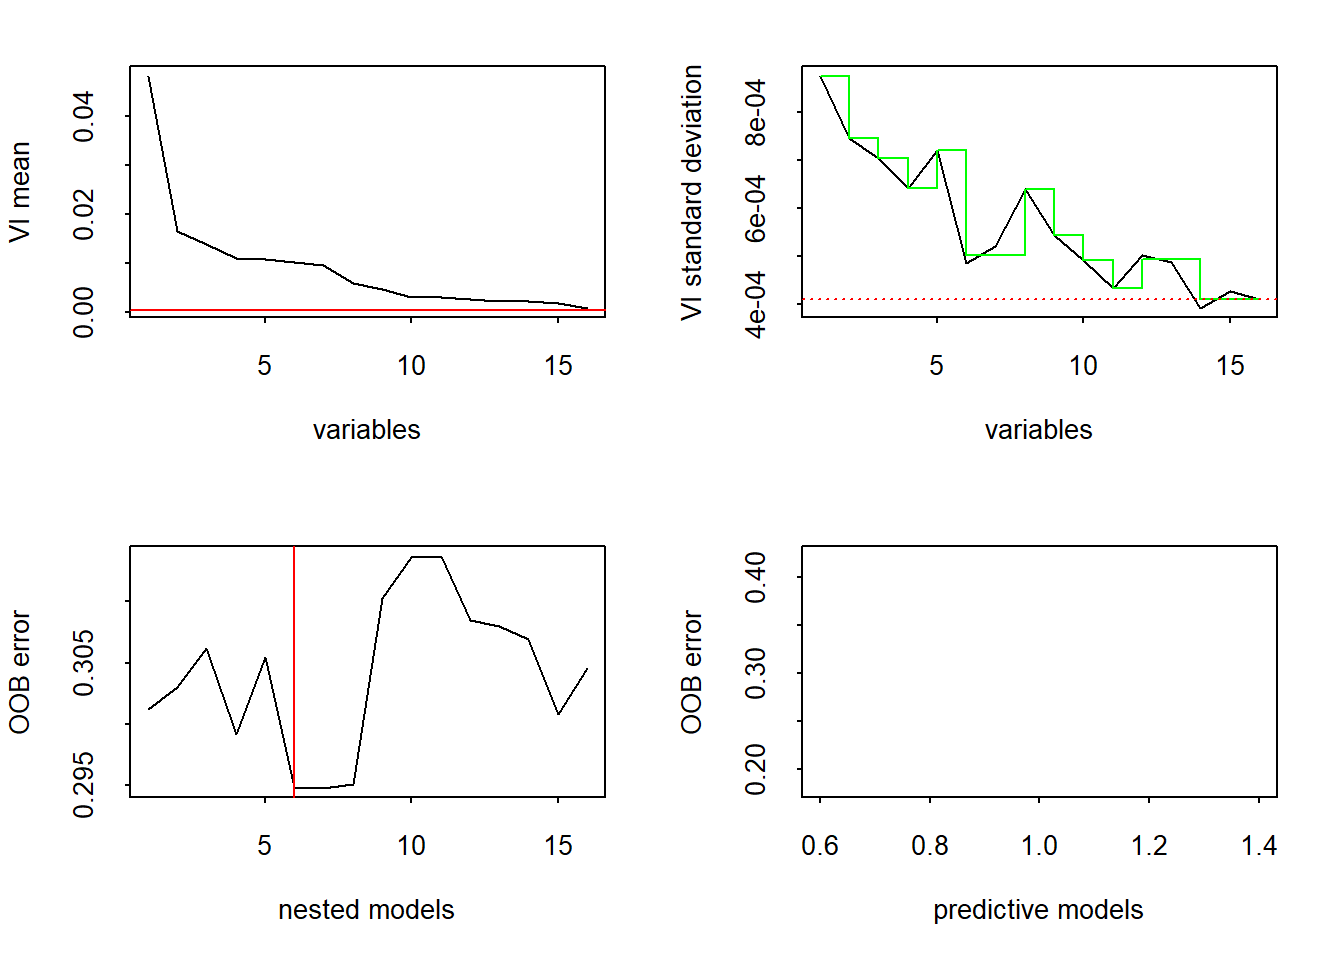 VI mean
0.00 0.02 0.04
5 10 15
variables
VI standard deviation
4e-04 6e-04 8e-04
5 10 15
variables
OOB error
0.295 0.305
5 10 15
nested models
OOB error
0.20 0.30 0.40
0.6 0.8 1.0 1.2 1.4
predictive models